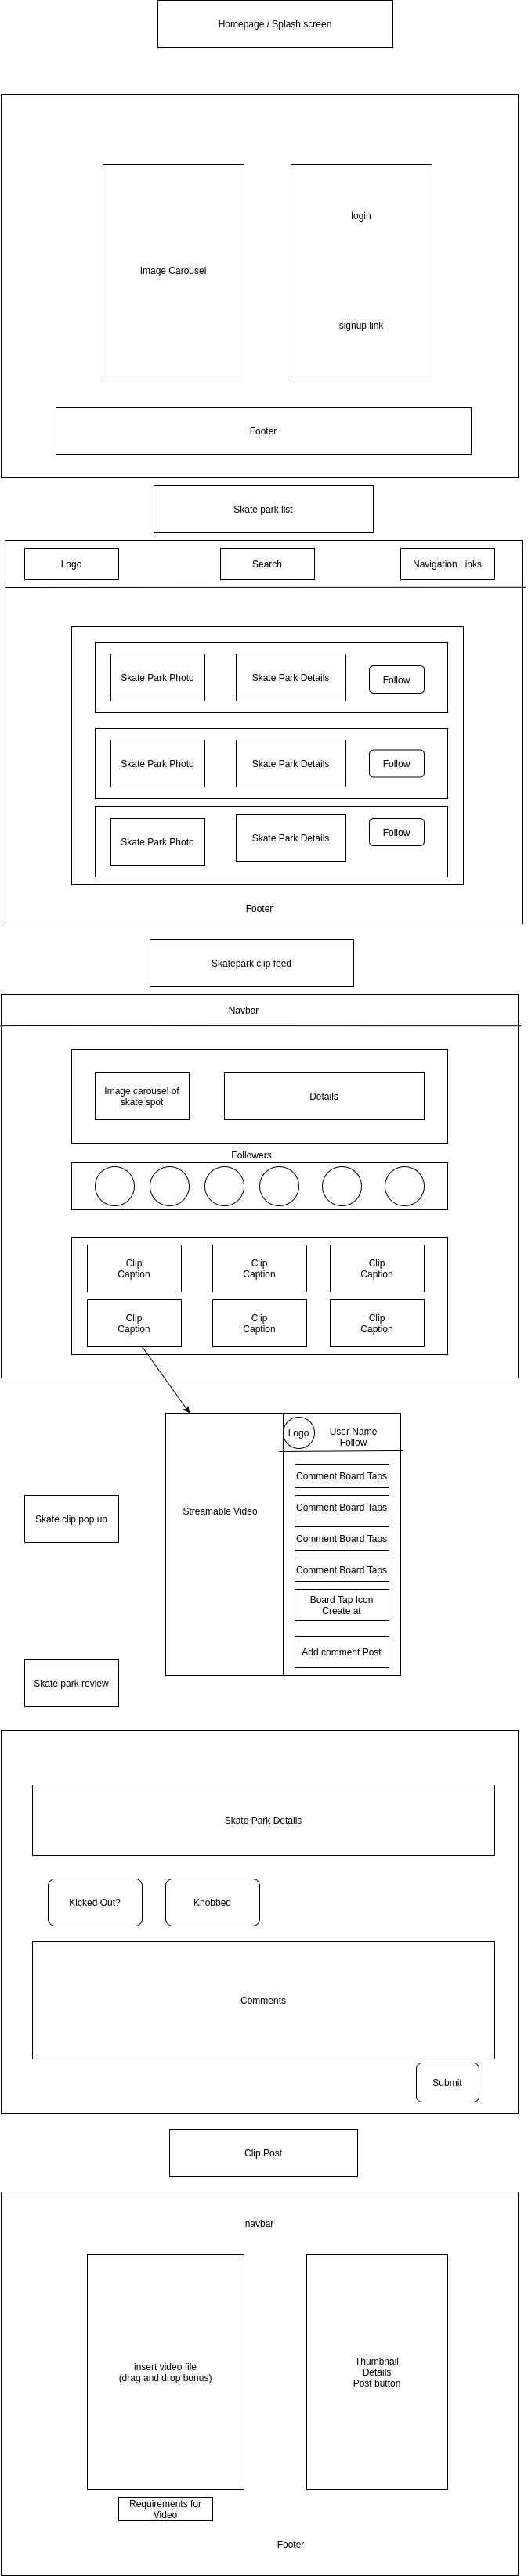 Homepage / Splash screen
Image Carousel
login
signup link
Footer
Skate park list
Logo
Search
Navigation Links
Skate Park Photo
Skate Park Details
Follow
Skate Park Photo
Skate Park Details
Follow
Skate Park Photo
Skate Park Details
Follow
Footer
Skatepark clip feed
Navbar
Image carousel of
skate spot
Details
Followers
Clip
Caption
Clip
Caption
Clip
Caption
Clip
Caption
Clip
Caption
Clip
Caption
Logo
User Name
Follow
Streamable Video
Comment Board Taps
Comment Board Taps
Comment Board Taps
Comment Board Taps
Board Tap Icon
Create at
Add comment Post
Skate clip pop up
Skate park review
Skate Park Details
Kicked Out?
Knobbed
Comments
Submit
Clip Post
navbar
insert video file
(drag and drop bonus)
Thumbnail
Details
Post button
Requirements for
Video
Footer